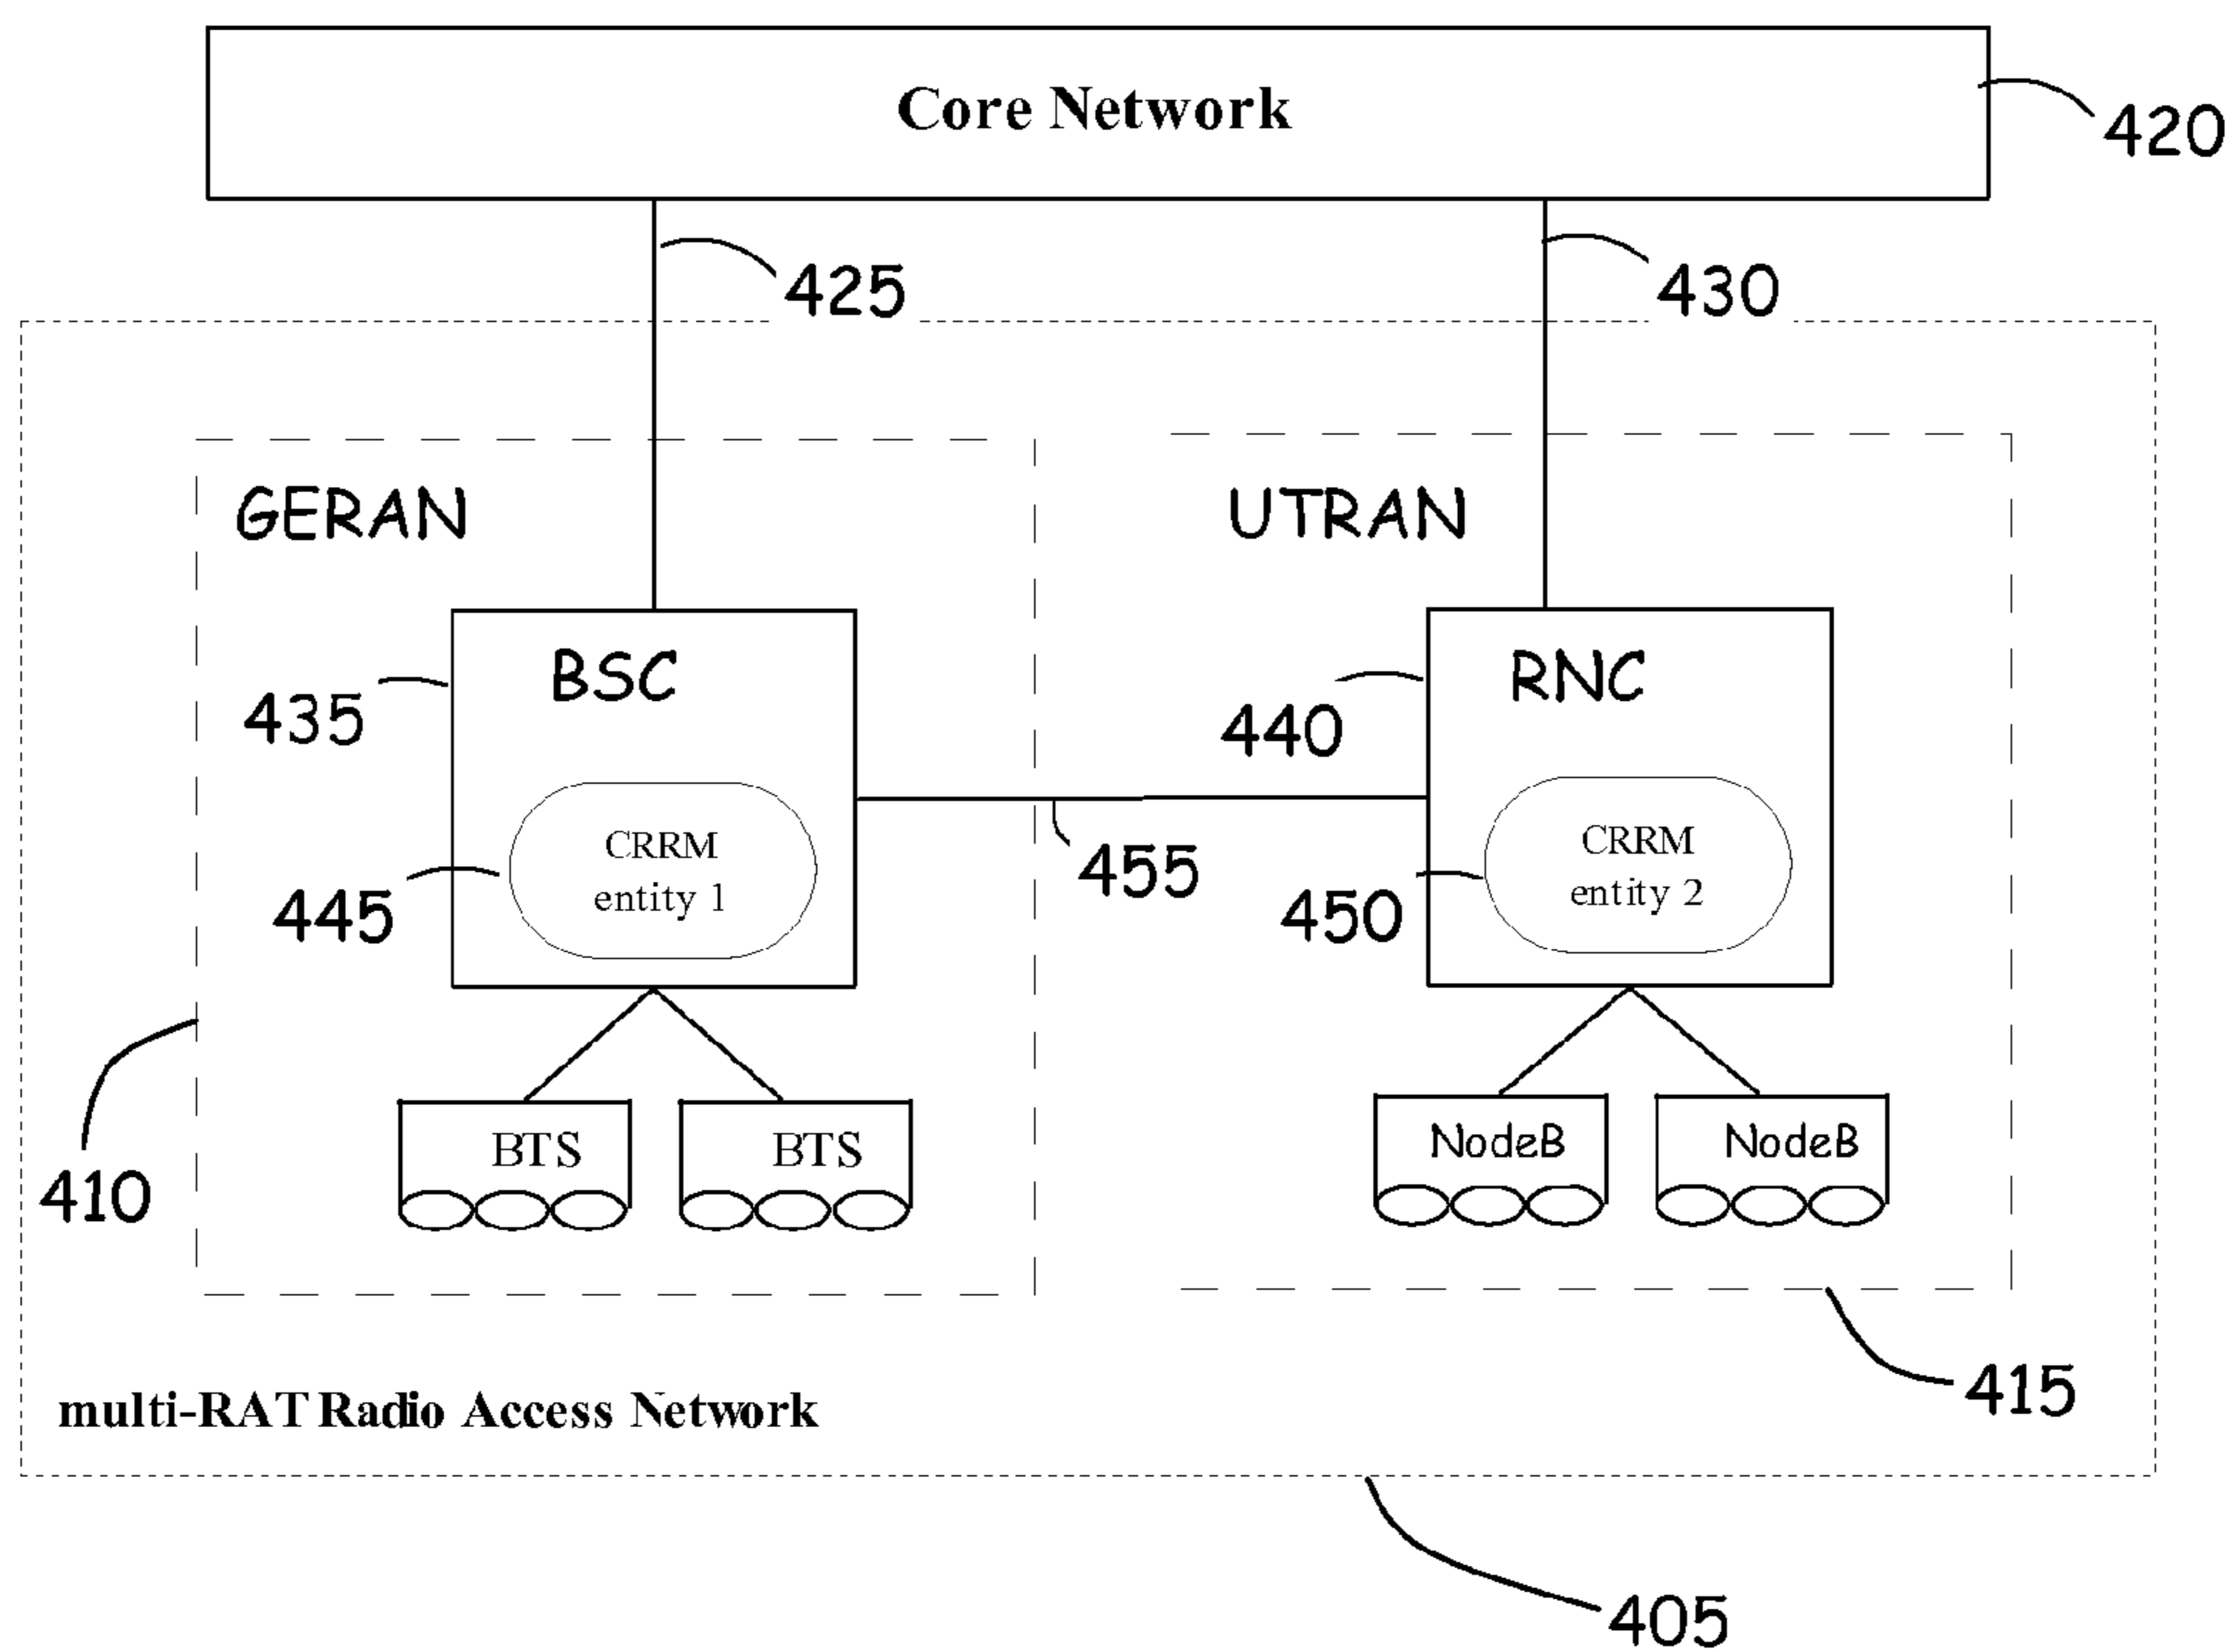 Core Network
420
425
430
GERAN
UTRAN
BSC
RNC
435
440
CRRM
entity 1
CRRM
entity 2
455
445
450
BTS
BTS
NodeB
NodeB
410
415
multi-RAT Radio Access Network
405